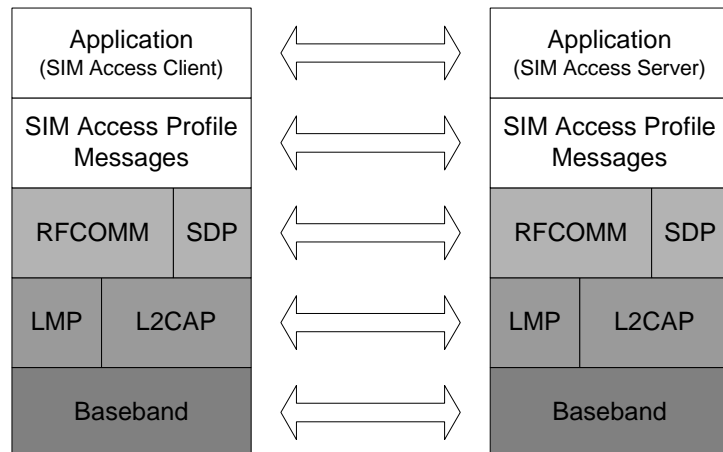 Application
(SIM Access Client)
Application
(SIM Access Server)
SIM Access Profile
Messages
SIM Access Profile
Messages
RFCOMM
SDP
RFCOMM
SDP
LMP
L2CAP
LMP
L2CAP
Baseband
Baseband